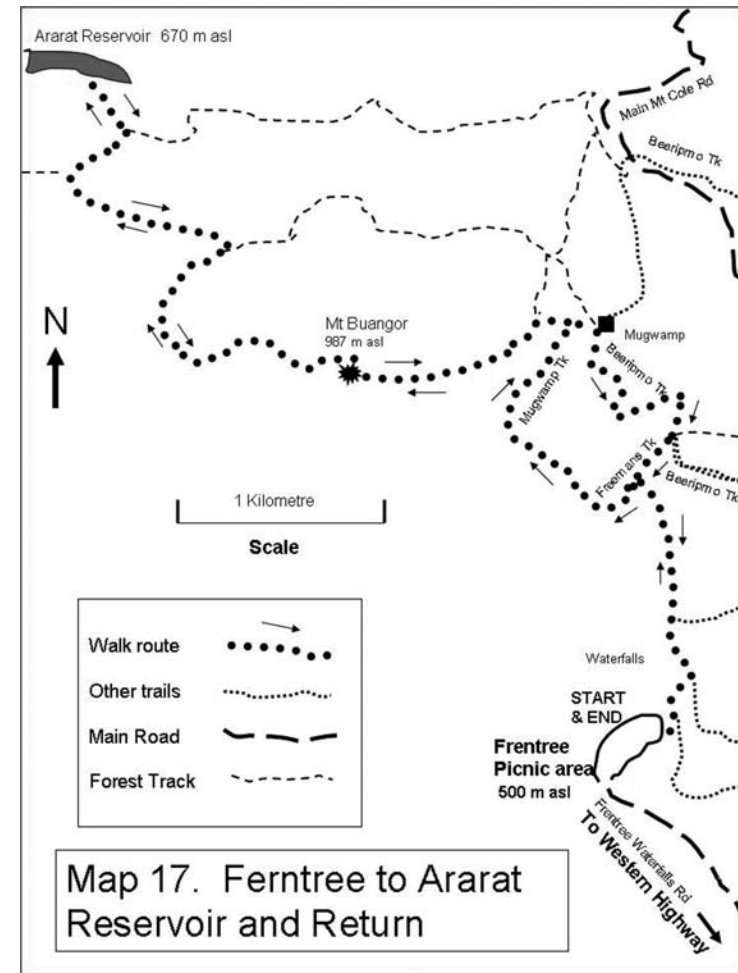 Ararat Reservoir 670 m asl
Main Mt Cole Rd
Beeripmo Tk
N
Mt Buangor
987 m asl
Mugwamp
Mugwamp Tk
Beeripmo Tk
Freemans Tk
Beeripmo Tk
1 Kilometre
Scale
Walk route
Other trails
Main Road
Forest Track
Waterfalls
START
& END
Frentree
Picnic area
500 m asl
Frentree Waterfalls Rd
To Western Highway
Map 17. Ferntree to Ararat
Reservoir and Return